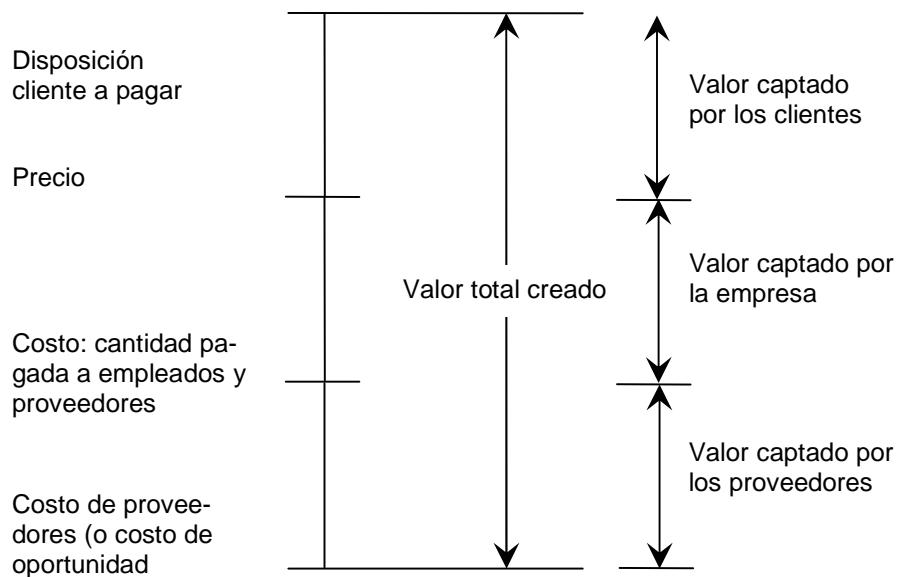 Disposición
cliente a pagar
Precio
Costo: cantidad pa-
gada a empleados y
proveedores
Costo de provee-
dores (o costo de
oportunidad
Valor total creado
Valor captado
por los clientes
Valor captado por
la empresa
Valor captado por
los proveedores